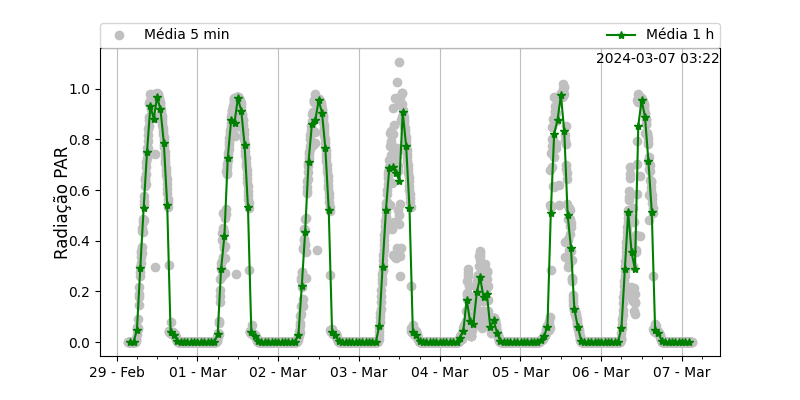 Média 5 min
Média 1 h
2024-03-07 03:22
Radiação PAR
1.0
0.8
0.6
0.4
0.2
0.0
29 - Feb 01 - Mar 02 - Mar 03 - Mar 04 - Mar 05 - Mar 06 - Mar 07 - Mar